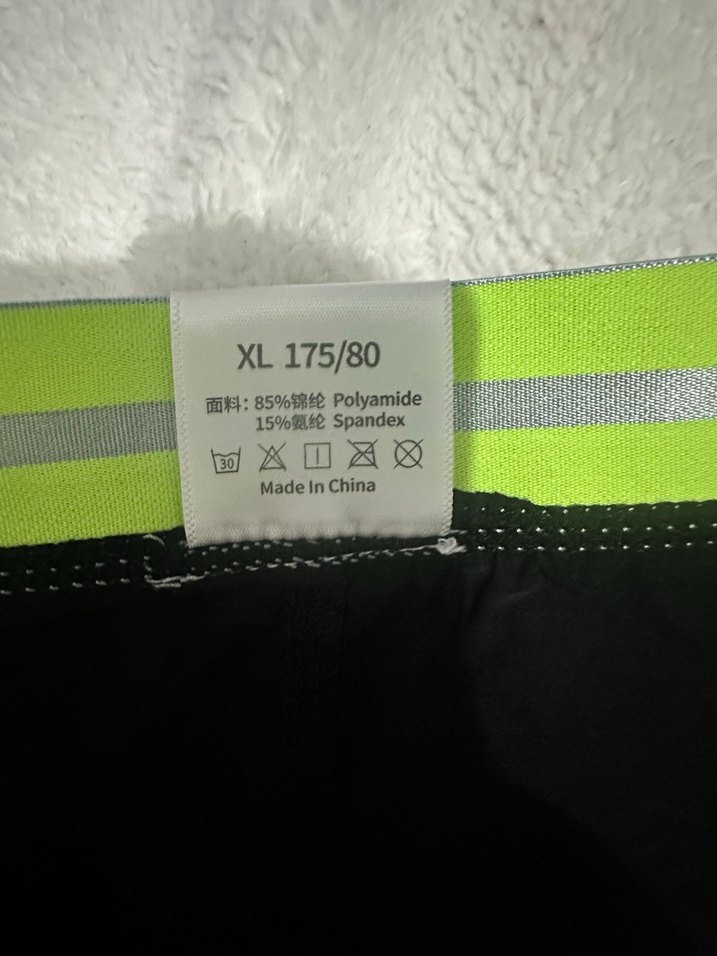 XL 175/80
面料：85%锦纶 Polyamide
15%氨纶 Spandex
30
Made In China